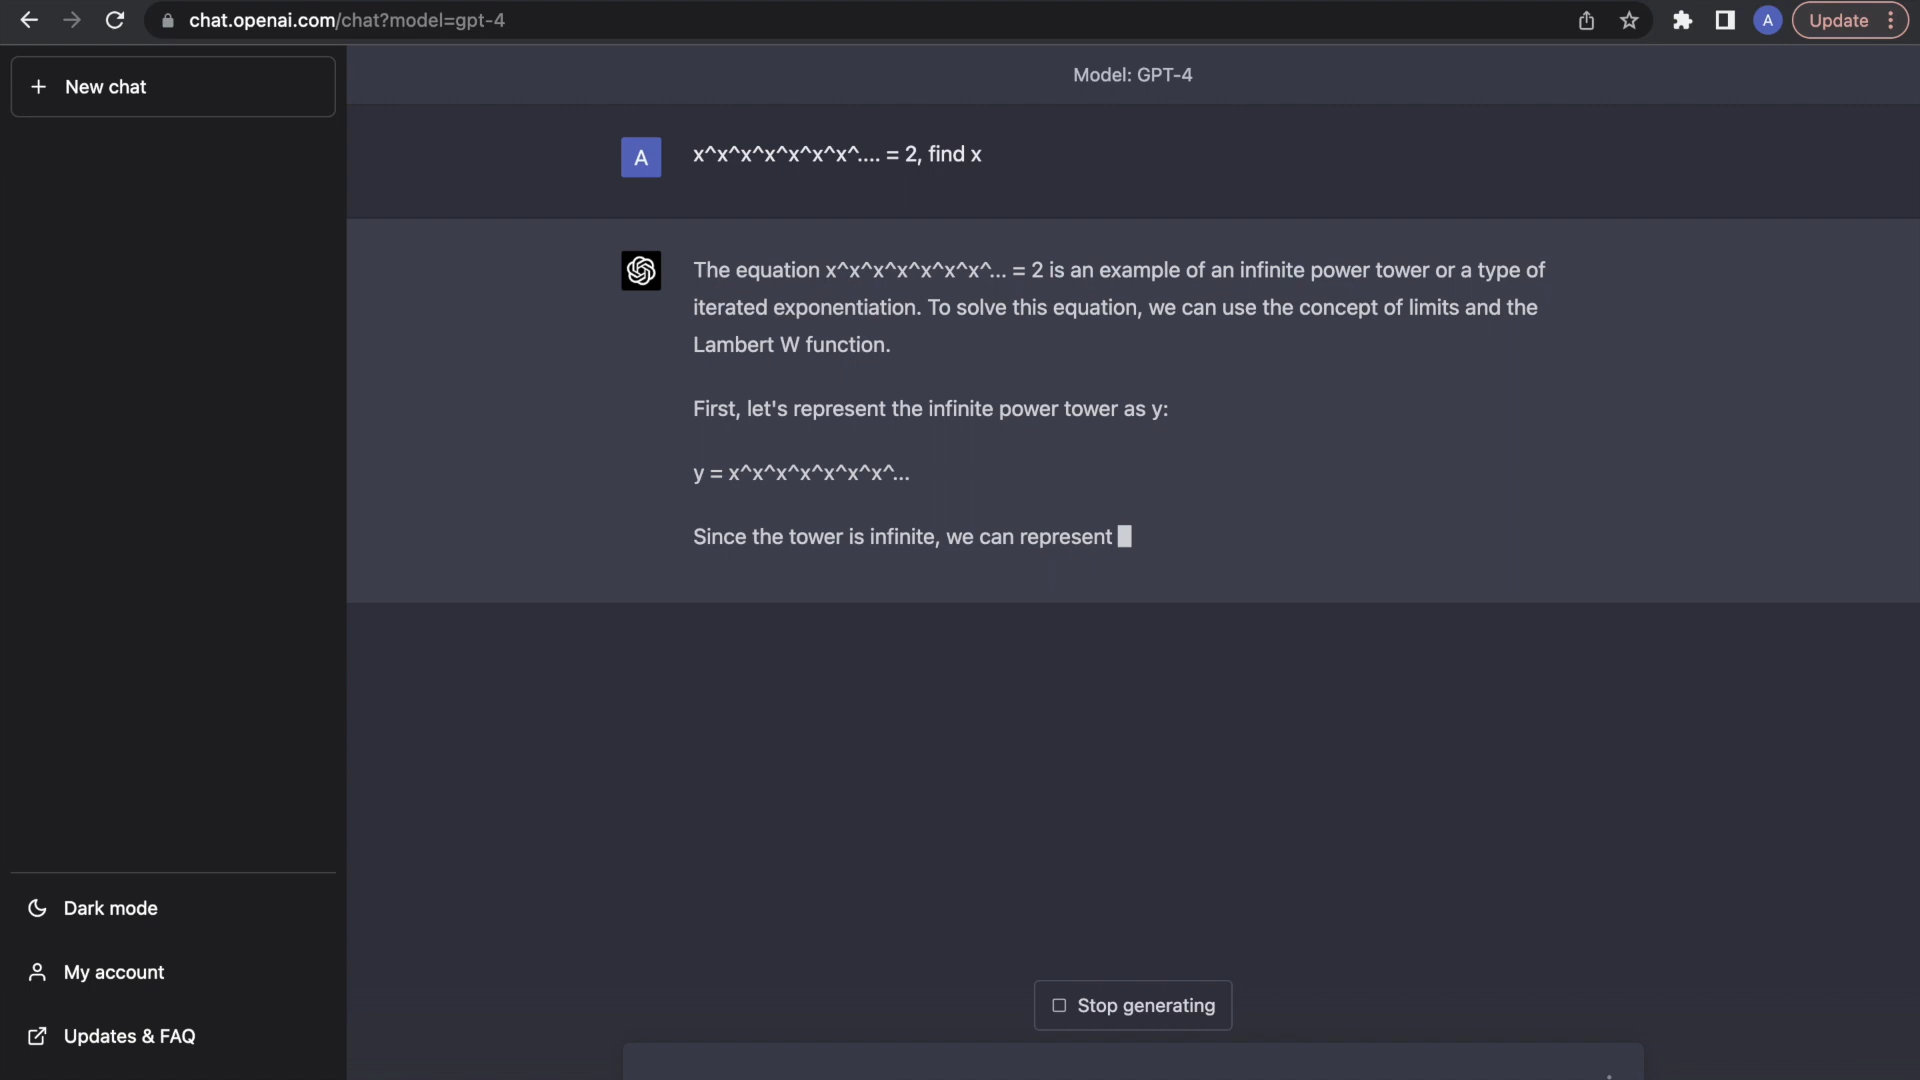 chat.openai.com/chat?model=gpt-4
A
Update
New chat
Model: GPT-4
A
x^x^x^x^x^x^x^.... = 2, find x
The equation x^x^x^x^x^x^x^... = 2 is an example of an infinite power tower or a type of
iterated exponentiation. To solve this equation, we can use the concept of limits and the
Lambert W function.
First, let's represent the infinite power tower as y:
y = x^x^x^x^x^x^x^...
Since the tower is infinite, we can represent
Dark mode
My account
Updates & FAQ
Stop generating